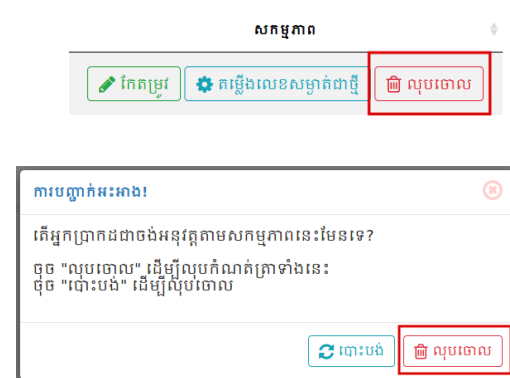 សកម្មភាព
កែតម្រូវ តម្លើងលេខសម្ងាត់ជាថ្មី លុបចោល
ការបញ្ជាក់អះអាង!
តើអ្នកប្រាកដជាចង់អនុវត្តតាមសកម្មភាពនេះមែនទេ?
ចុច "លុបចោល" ដើម្បីលុបកំណត់ត្រាទាំងនេះ
ចុច "បោះបង់" ដើម្បីលុបចោល
បោះបង់ លុបចោល